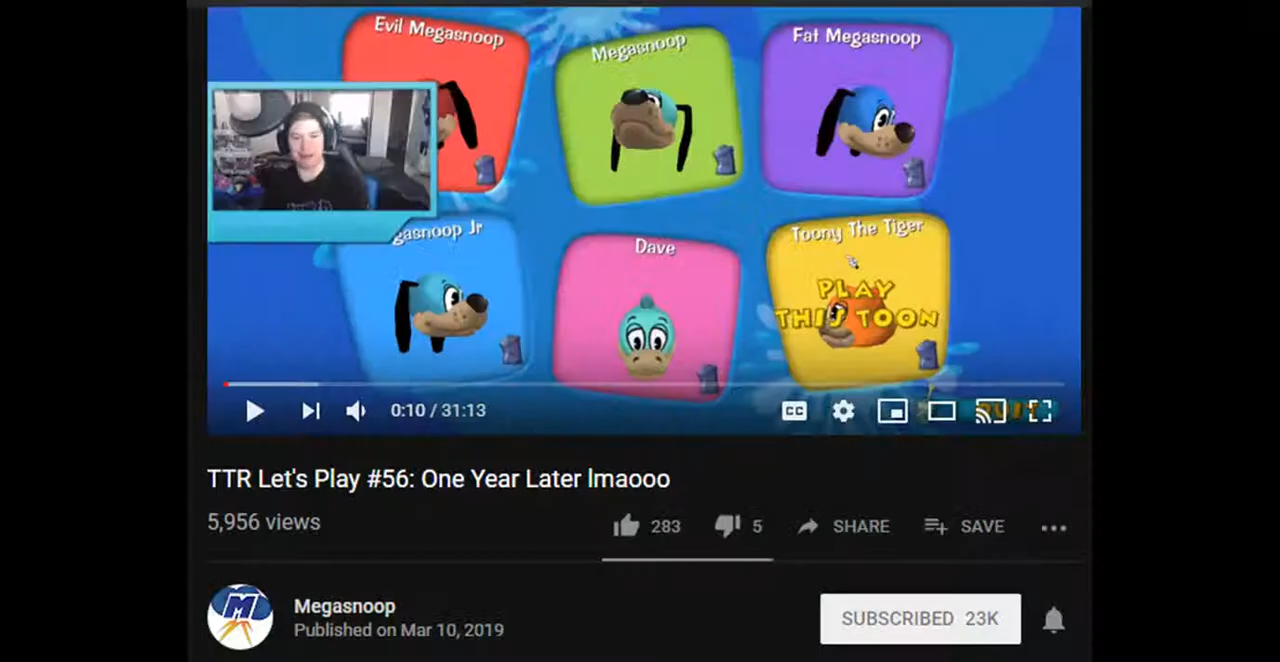 Evil Megasnoop
Megasnoop
Fat Megasnoop
gasnoop Jr
Dave
Toony The Tiger
PLAY
THIS TOON
0:10 / 31:13
CC
QUIT
TTR Let's Play #56: One Year Later lmaooo
5,956 views
283
5
SHARE
SAVE
M
Megasnoop
Published on Mar 10, 2019
SUBSCRIBED 23K